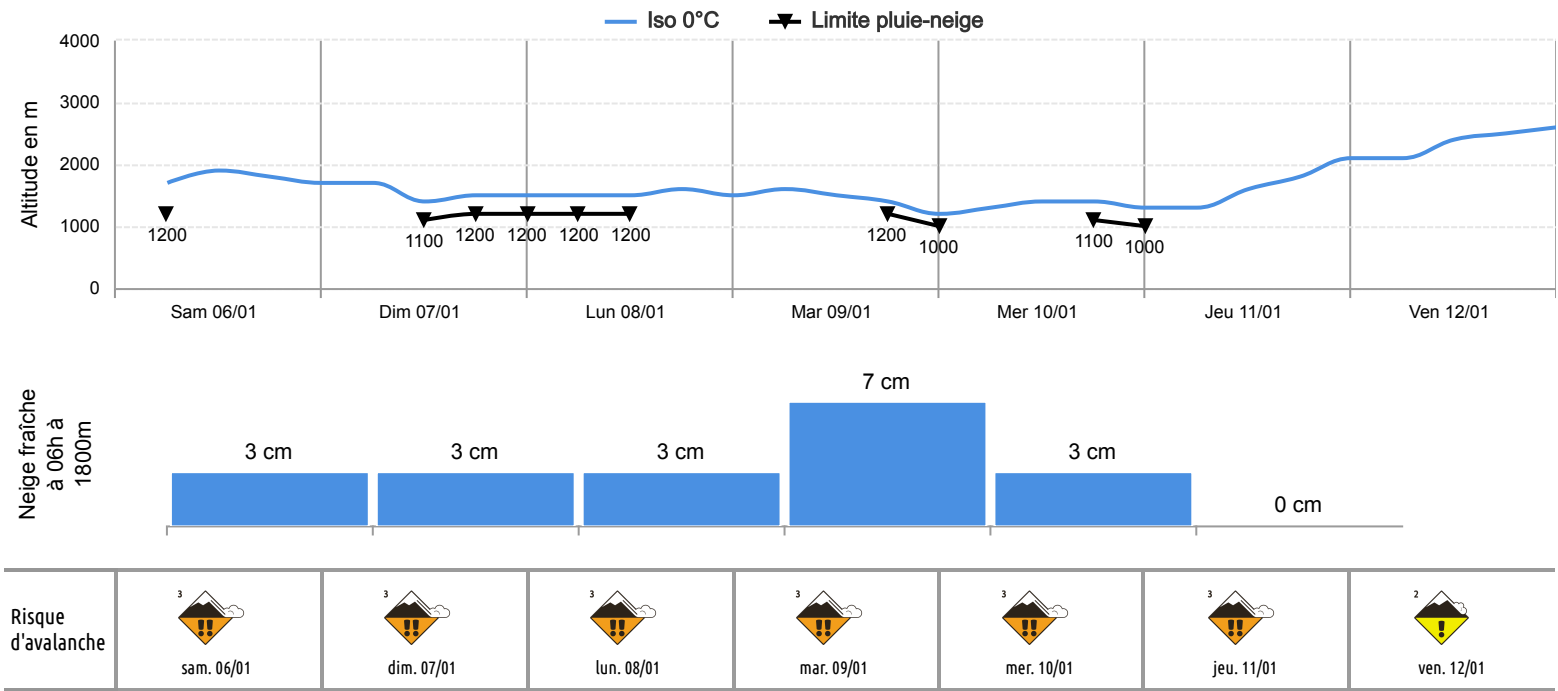 Iso 0°C Limite pluie-neige
4000
3000
2000
1000
0
Altitude en m
1200
1100 1200 1200 1200 1200
1200 1000
1100 1000
Sam 06/01 Dim 07/01 Lun 08/01 Mar 09/01 Mer 10/01 Jeu 11/01 Ven 12/01
Neige fraîche
à 06h à
1800m
3 cm 3 cm 3 cm 7 cm 3 cm 0 cm
Risque
d'avalanche
3 3 3 3 3 3 2
!! !! !! !! !! !! !
sam. 06/01 dim. 07/01 lun. 08/01 mar. 09/01 mer. 10/01 jeu. 11/01 ven. 12/01